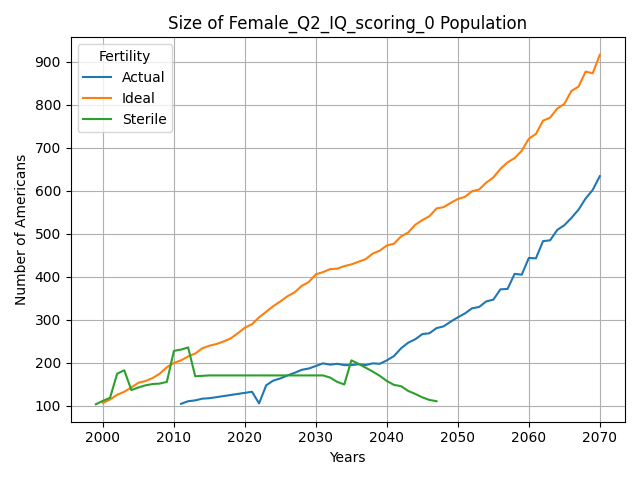 Size of Female_Q2_IQ_scoring_0 Population
Fertility
Actual
Ideal
Sterile
Number of Americans
900
800
700
600
500
400
300
200
100
2000 2010 2020 2030 2040 2050 2060 2070
Years